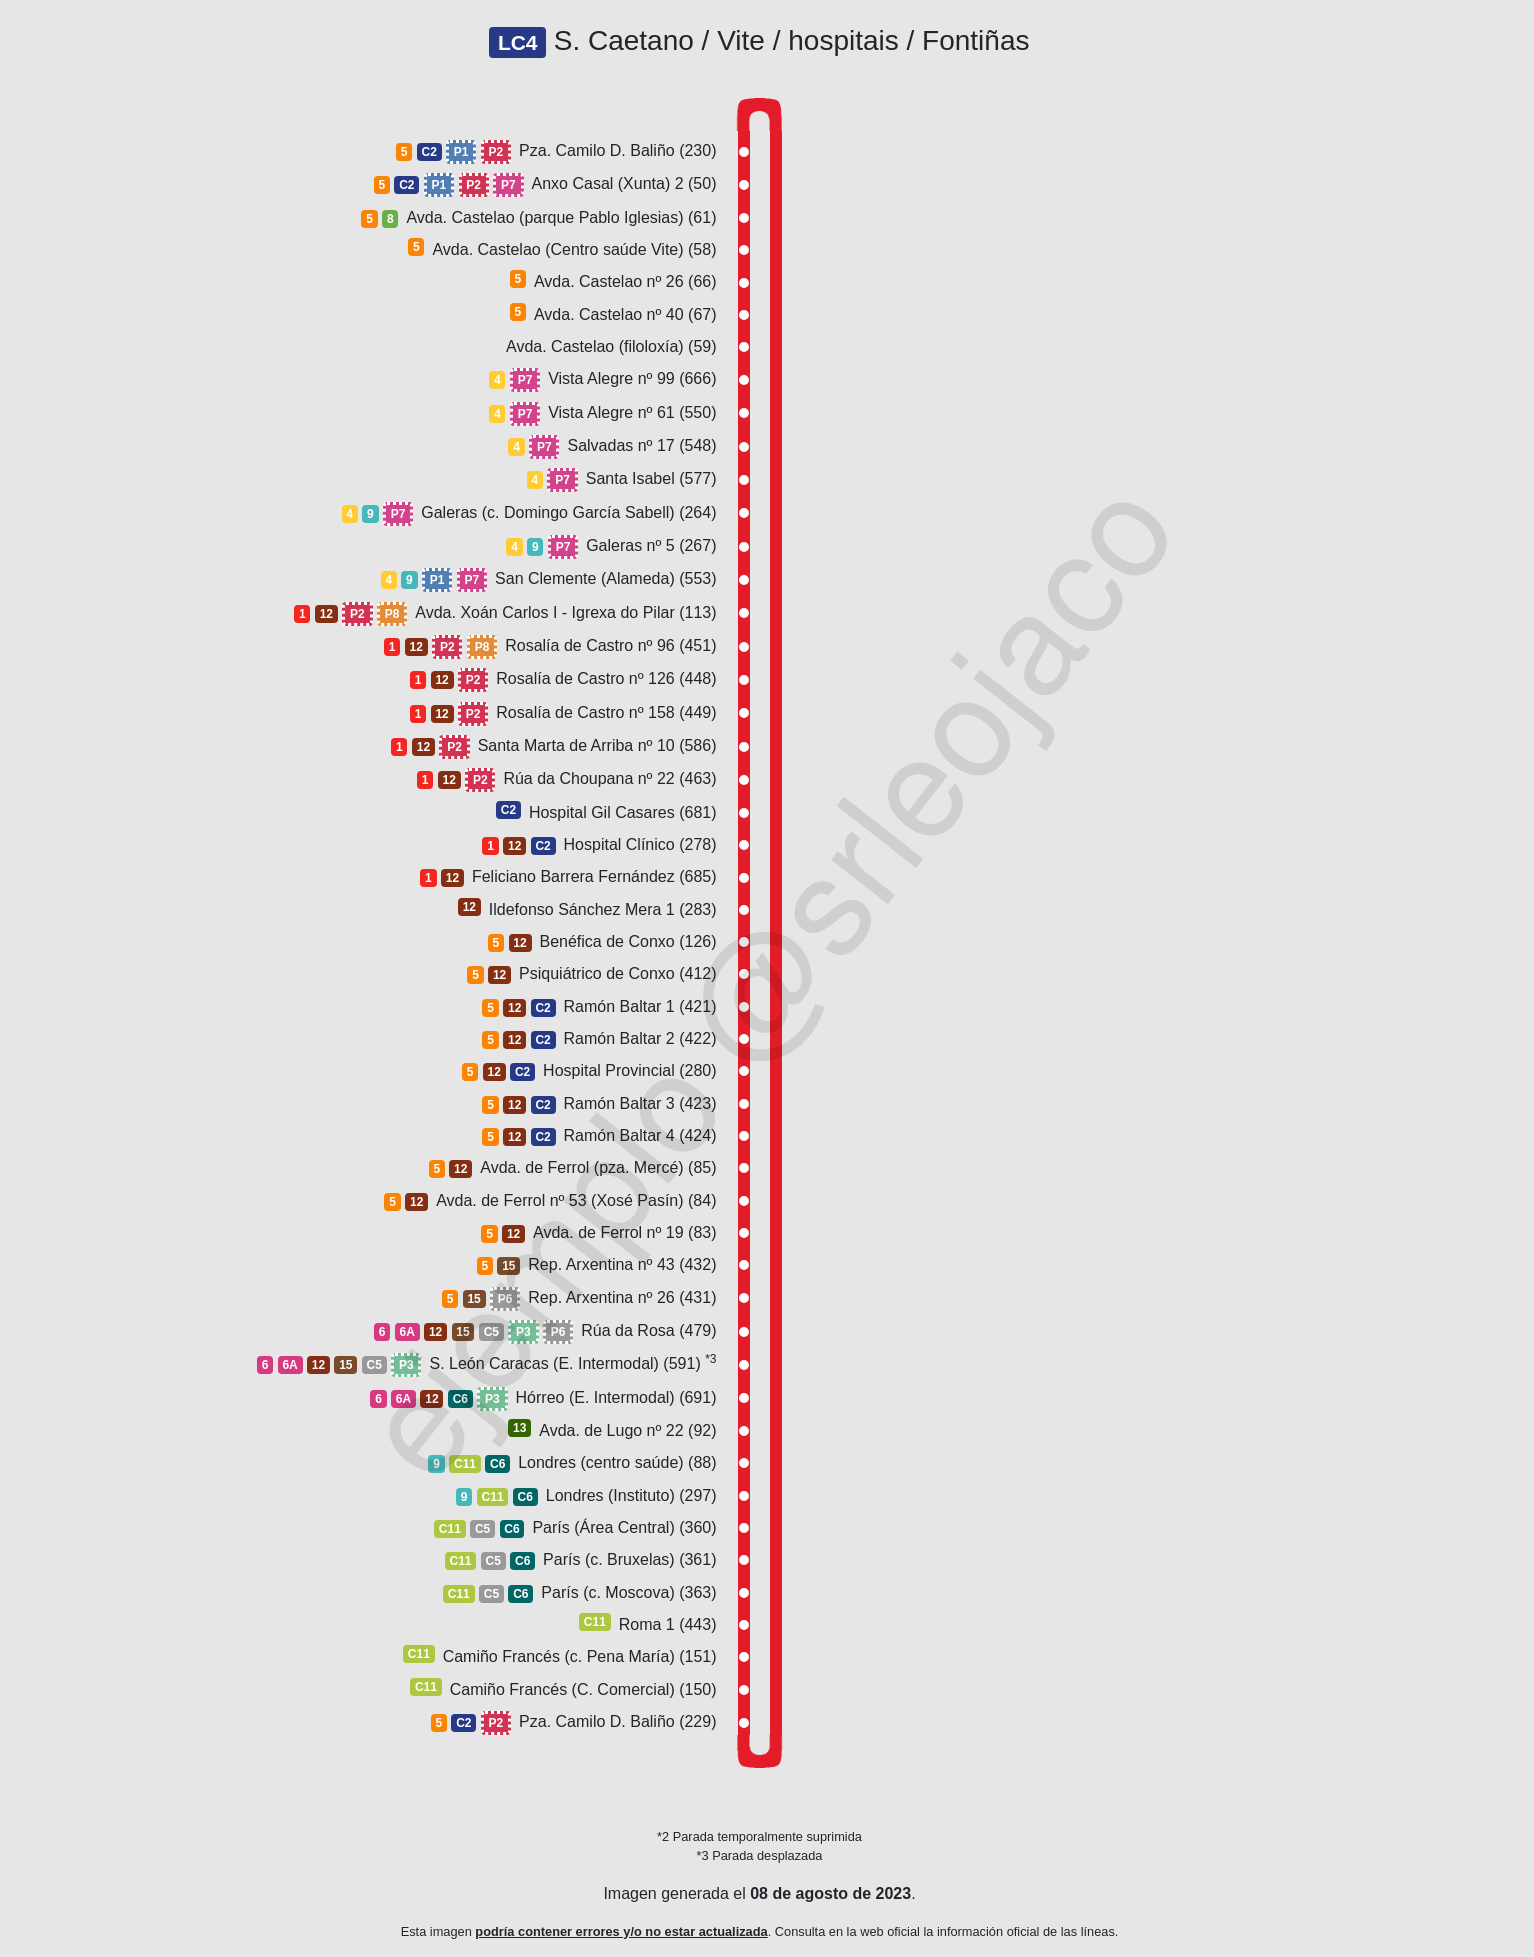 LC4 S. Caetano / Vite / hospitais / Fontiñas
5 C2 P1 P2 Pza. Camilo D. Baliño (230)
5 C2 P1 P2 P7 Anxo Casal (Xunta) 2 (50)
5 8 Avda. Castelao (parque Pablo Iglesias) (61)
5 Avda. Castelao (Centro saúde Vite) (58)
5 Avda. Castelao nº 26 (66)
5 Avda. Castelao nº 40 (67)
Avda. Castelao (filoloxía) (59)
4 P7 Vista Alegre nº 99 (666)
4 P7 Vista Alegre nº 61 (550)
4 P7 Salvadas nº 17 (548)
4 P7 Santa Isabel (577)
4 9 P7 Galeras (c. Domingo García Sabell) (264)
4 9 P7 Galeras nº 5 (267)
4 9 P1 P7 San Clemente (Alameda) (553)
1 12 P2 P8 Avda. Xoán Carlos I - Igrexa do Pilar (113)
1 12 P2 P8 Rosalía de Castro nº 96 (451)
1 12 P2 Rosalía de Castro nº 126 (448)
1 12 P2 Rosalía de Castro nº 158 (449)
1 12 P2 Santa Marta de Arriba nº 10 (586)
1 12 P2 Rúa da Choupana nº 22 (463)
C2 Hospital Gil Casares (681)
1 12 C2 Hospital Clínico (278)
1 12 Feliciano Barrera Fernández (685)
12 Ildefonso Sánchez Mera 1 (283)
5 12 Benéfica de Conxo (126)
5 12 Psiquiátrico de Conxo (412)
5 12 C2 Ramón Baltar 1 (421)
5 12 C2 Ramón Baltar 2 (422)
5 12 C2 Hospital Provincial (280)
5 12 C2 Ramón Baltar 3 (423)
5 12 C2 Ramón Baltar 4 (424)
5 12 Avda. de Ferrol (pza. Mercé) (85)
5 12 Avda. de Ferrol nº 53 (Xosé Pasín) (84)
5 12 Avda. de Ferrol nº 19 (83)
5 15 Rep. Arxentina nº 43 (432)
5 15 P6 Rep. Arxentina nº 26 (431)
6 6A 12 15 C5 P3 P6 Rúa da Rosa (479)
6 6A 12 15 C5 P3 S. León Caracas (E. Intermodal) (591) *3
6 6A 12 C6 P3 Hórreo (E. Intermodal) (691)
13 Avda. de Lugo nº 22 (92)
9 C11 C6 Londres (centro saúde) (88)
9 C11 C6 Londres (Instituto) (297)
C11 C5 C6 París (Área Central) (360)
C11 C5 C6 París (c. Bruxelas) (361)
C11 C5 C6 París (c. Moscova) (363)
C11 Roma 1 (443)
C11 Camiño Francés (c. Pena María) (151)
C11 Camiño Francés (C. Comercial) (150)
5 C2 P2 Pza. Camilo D. Baliño (229)
ejemplo @srleojaco
*2 Parada temporalmente suprimida
*3 Parada desplazada
Imagen generada el 08 de agosto de 2023.
Esta imagen podría contener errores y/o no estar actualizada. Consulta en la web oficial la información oficial de las líneas.